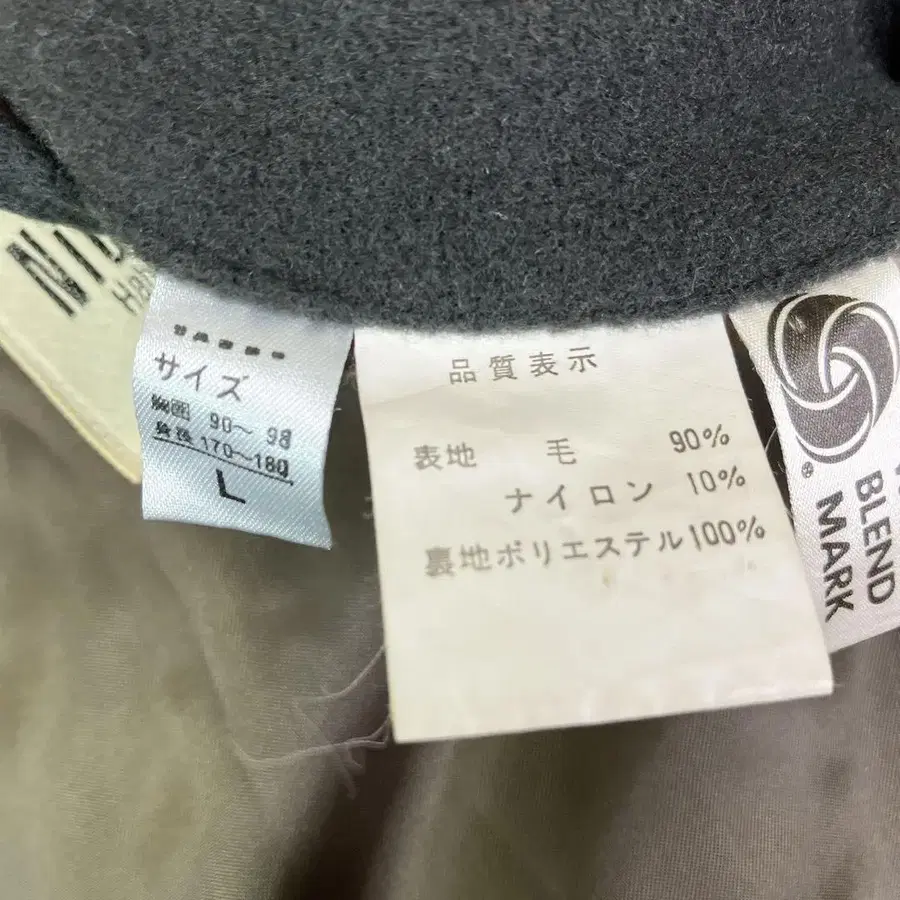 サイズ
胸囲 90～98
身長 170～180
L
品質表示
表地 毛 90%
ナイロン 10%
裏地ポリエステル100%
BLEND
MARK